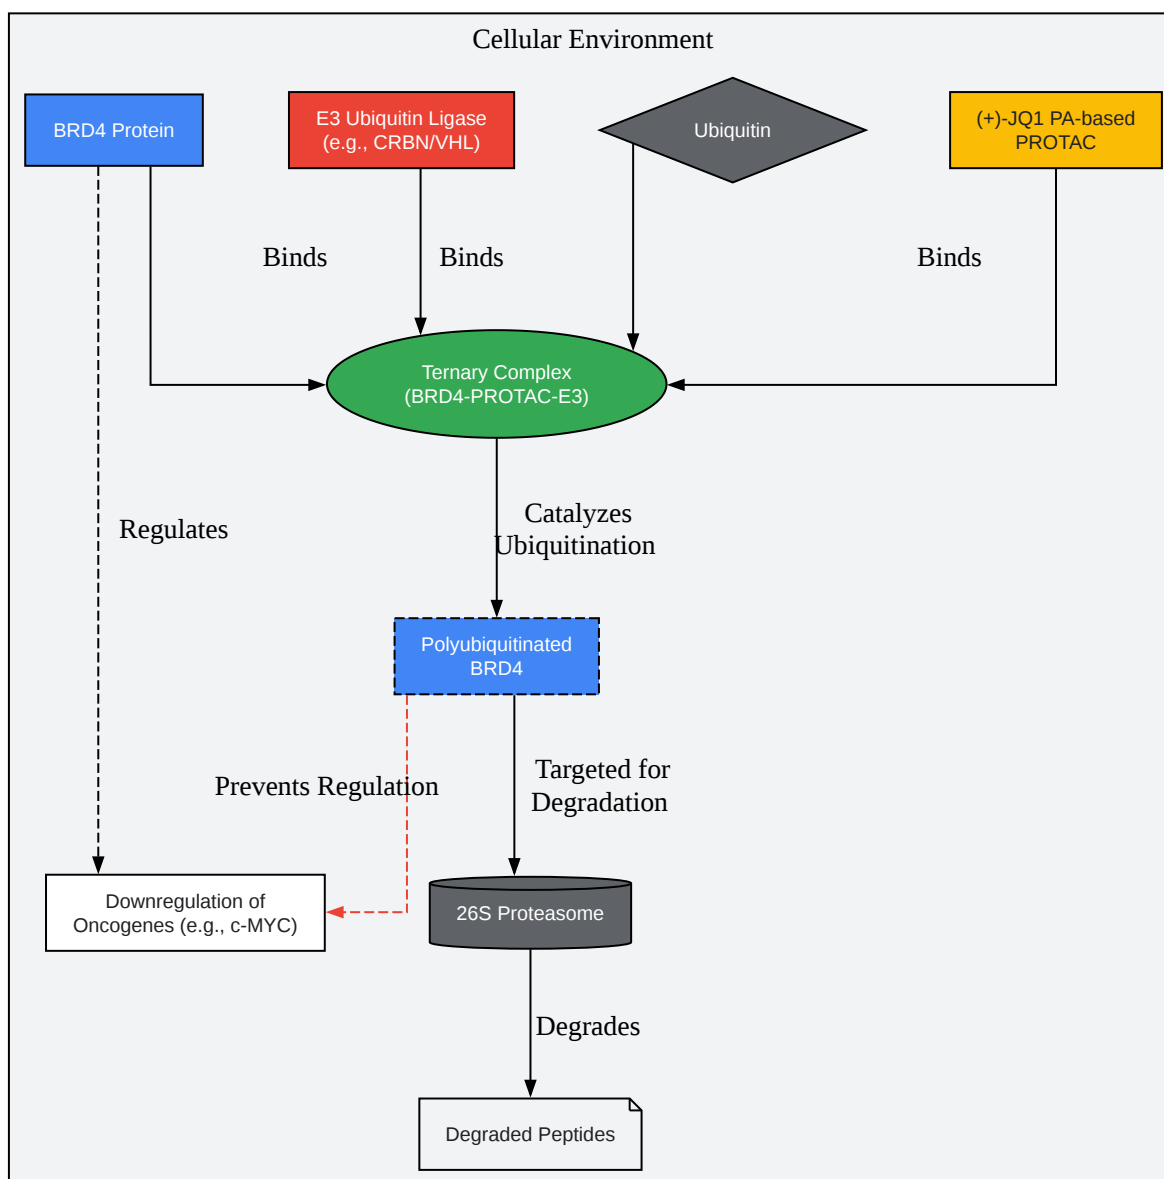 Cellular Environment
BRD4 Protein
E3 Ubiquitin Ligase
(e.g., CRBN/VHL)
Ubiquitin
(+)-JQ1 PA-based
PROTAC
Binds
Binds
Binds
Ternary Complex
(BRD4-PROTAC-E3)
Regulates
Catalyzes
Ubiquitination
Polyubiquitinated
BRD4
Prevents Regulation
Targeted for
Degradation
Downregulation of
Oncogenes (e.g., c-MYC)
26S Proteasome
Degrades
Degraded Peptides